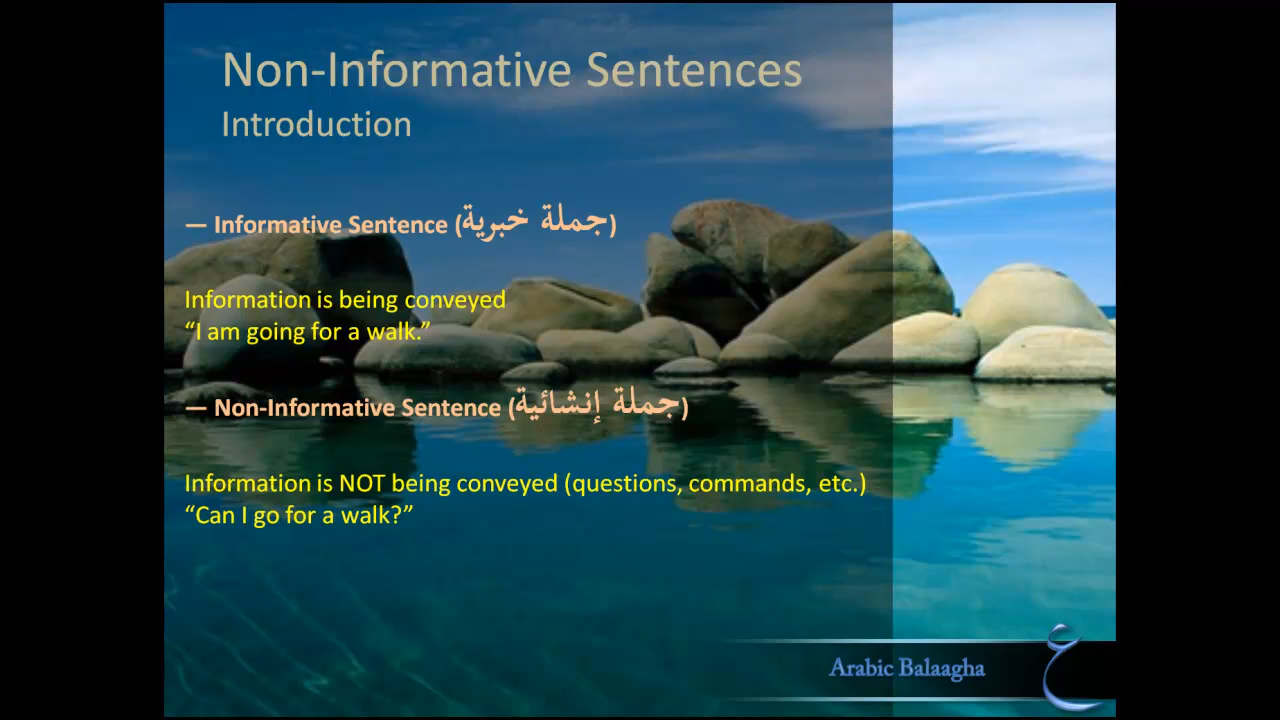 Non-Informative Sentences
Introduction
— Informative Sentence (جملة خبرية)
Information is being conveyed
“I am going for a walk.”
— Non-Informative Sentence (جملة إنشائية)
Information is NOT being conveyed (questions, commands, etc.)
“Can I go for a walk?”
Arabic Balaagha
ع